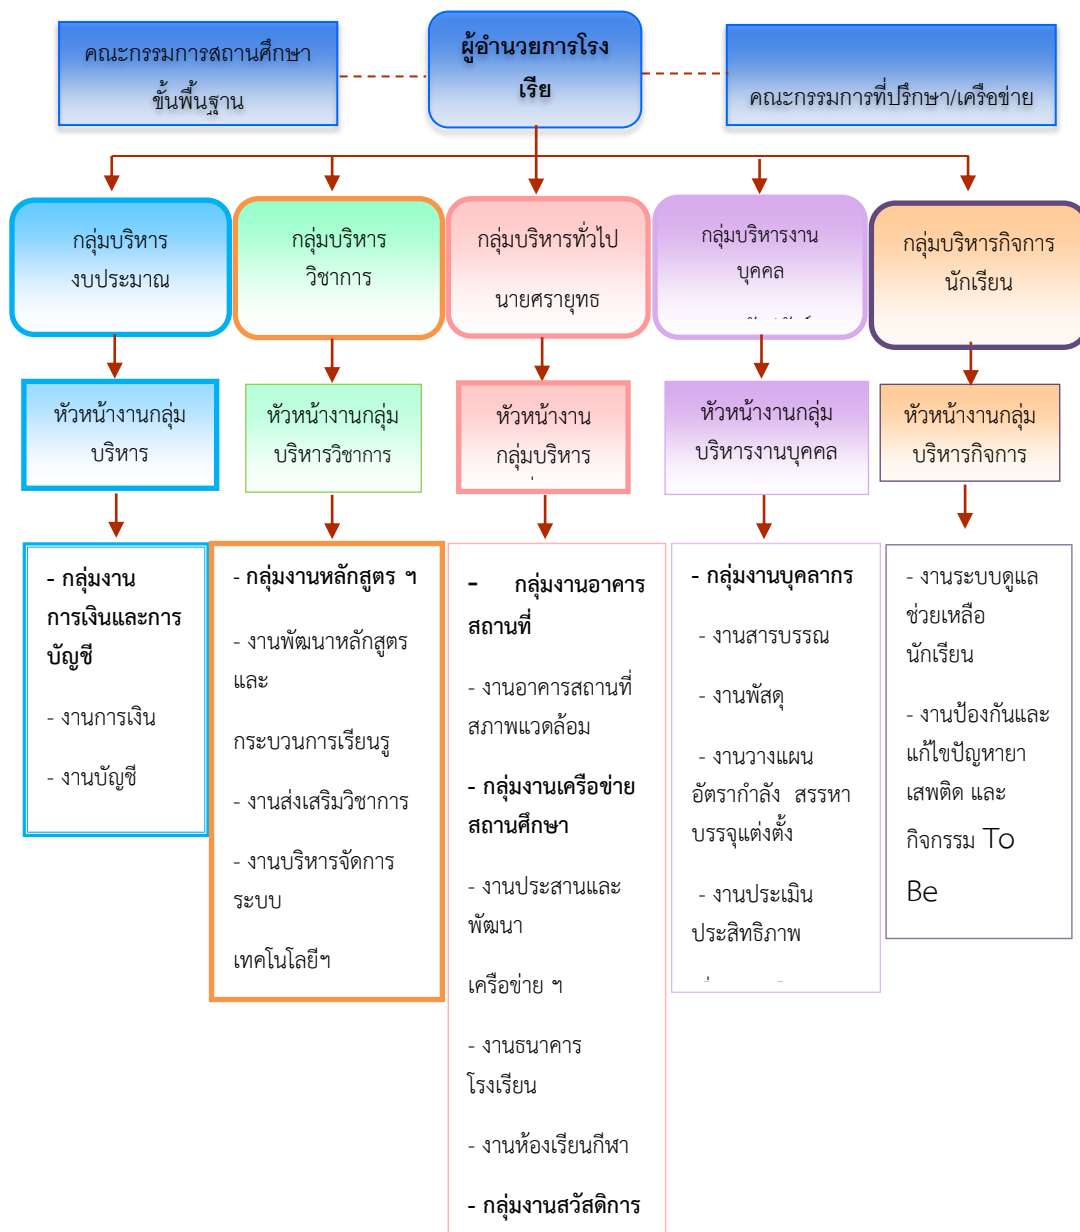 คณะกรรมการสถานศึกษา
ขั้นพื้นฐาน
ผู้อำนวยการโรง
เรีย
คณะกรรมการที่ปรึกษา/เครือข่าย
กลุ่มบริหาร
งบประมาณ
กลุ่มบริหาร
วิชาการ
กลุ่มบริหารทั่วไป
นายศรายุทธ
กลุ่มบริหารงาน
บุคคล
กลุ่มบริหารกิจการ
นักเรียน
หัวหน้างานกลุ่ม
บริหาร
หัวหน้างานกลุ่ม
บริหารวิชาการ
หัวหน้างาน
กลุ่มบริหาร
หัวหน้างานกลุ่ม
บริหารงานบุคคล
หัวหน้างานกลุ่ม
บริหารกิจการ
- กลุ่มงาน
การเงินและการ
บัญชี
- งานการเงิน
- งานบัญชี
- กลุ่มงานหลักสูตร ฯ
- งานพัฒนาหลักสูตร
และ
กระบวนการเรียนรู
- งานส่งเสริมวิชาการ
- งานบริหารจัดการ
ระบบ
เทคโนโลยีฯ
- กลุ่มงานอาคาร
สถานที่
- งานอาคารสถานที่
สภาพแวดล้อม
- กลุ่มงานเครือข่าย
สถานศึกษา
- งานประสานและ
พัฒนา
เครือข่าย ฯ
- งานธนาคาร
โรงเรียน
- งานห้องเรียนกีฬา
- กลุ่มงานสวัสดิการ
- กลุ่มงานบุคลากร
- งานสารบรรณ
- งานพัสดุ
- งานวางแผน
อัตรากำลัง สรรหา
บรรจุแต่งตั้ง
- งานประเมิน
ประสิทธิภาพ
- งานระบบดูแล
ช่วยเหลือ
นักเรียน
- งานป้องกันและ
แก้ไขปัญหายา
เสพติด และ
กิจกรรม To
Be